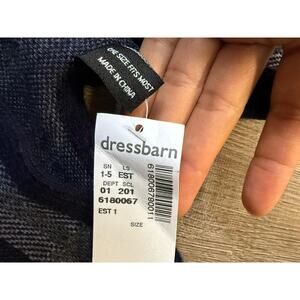 ONE SIZE FITS MOST
MADE IN CHINA
dressbarn
SN LS
1-5 EST
DEPT SCL
01 201
6180067
EST 1
SIZE
618006780011